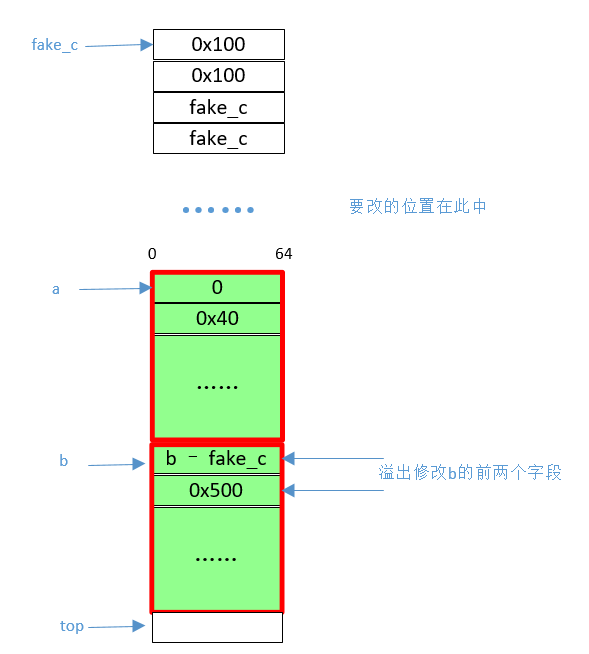 fake_c
0x100
0x100
fake_c
fake_c
······
要改的位置在此中
0 64
a
0
0x40
……
b
b - fake_c
0x500
溢出修改b的前两个字段
……
top